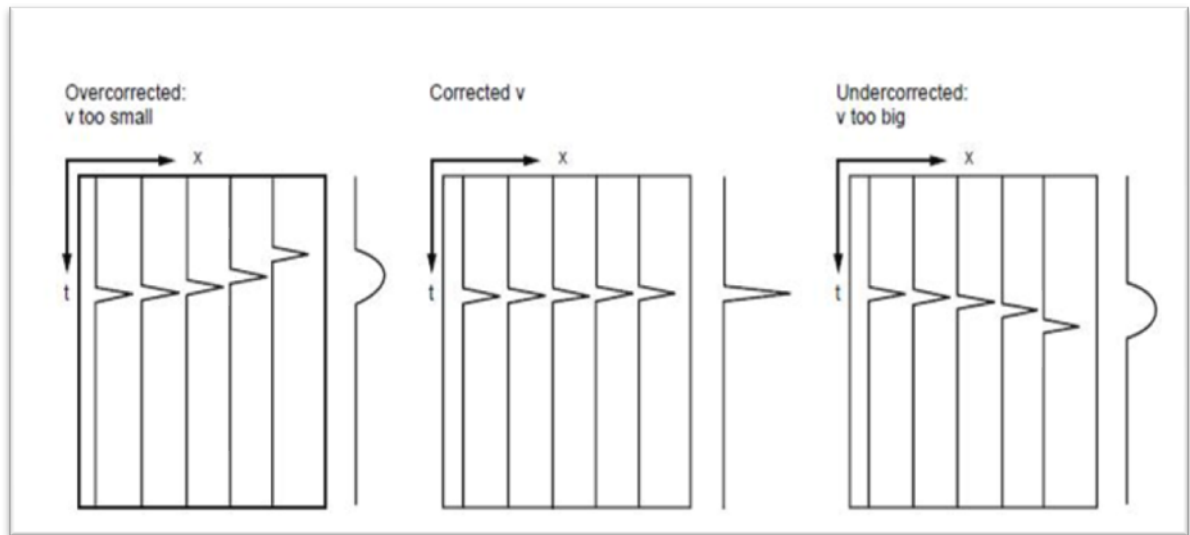 Overcorrected:
v too small
x
t
Corrected v
x
t
Undercorrected:
v too big
x
t